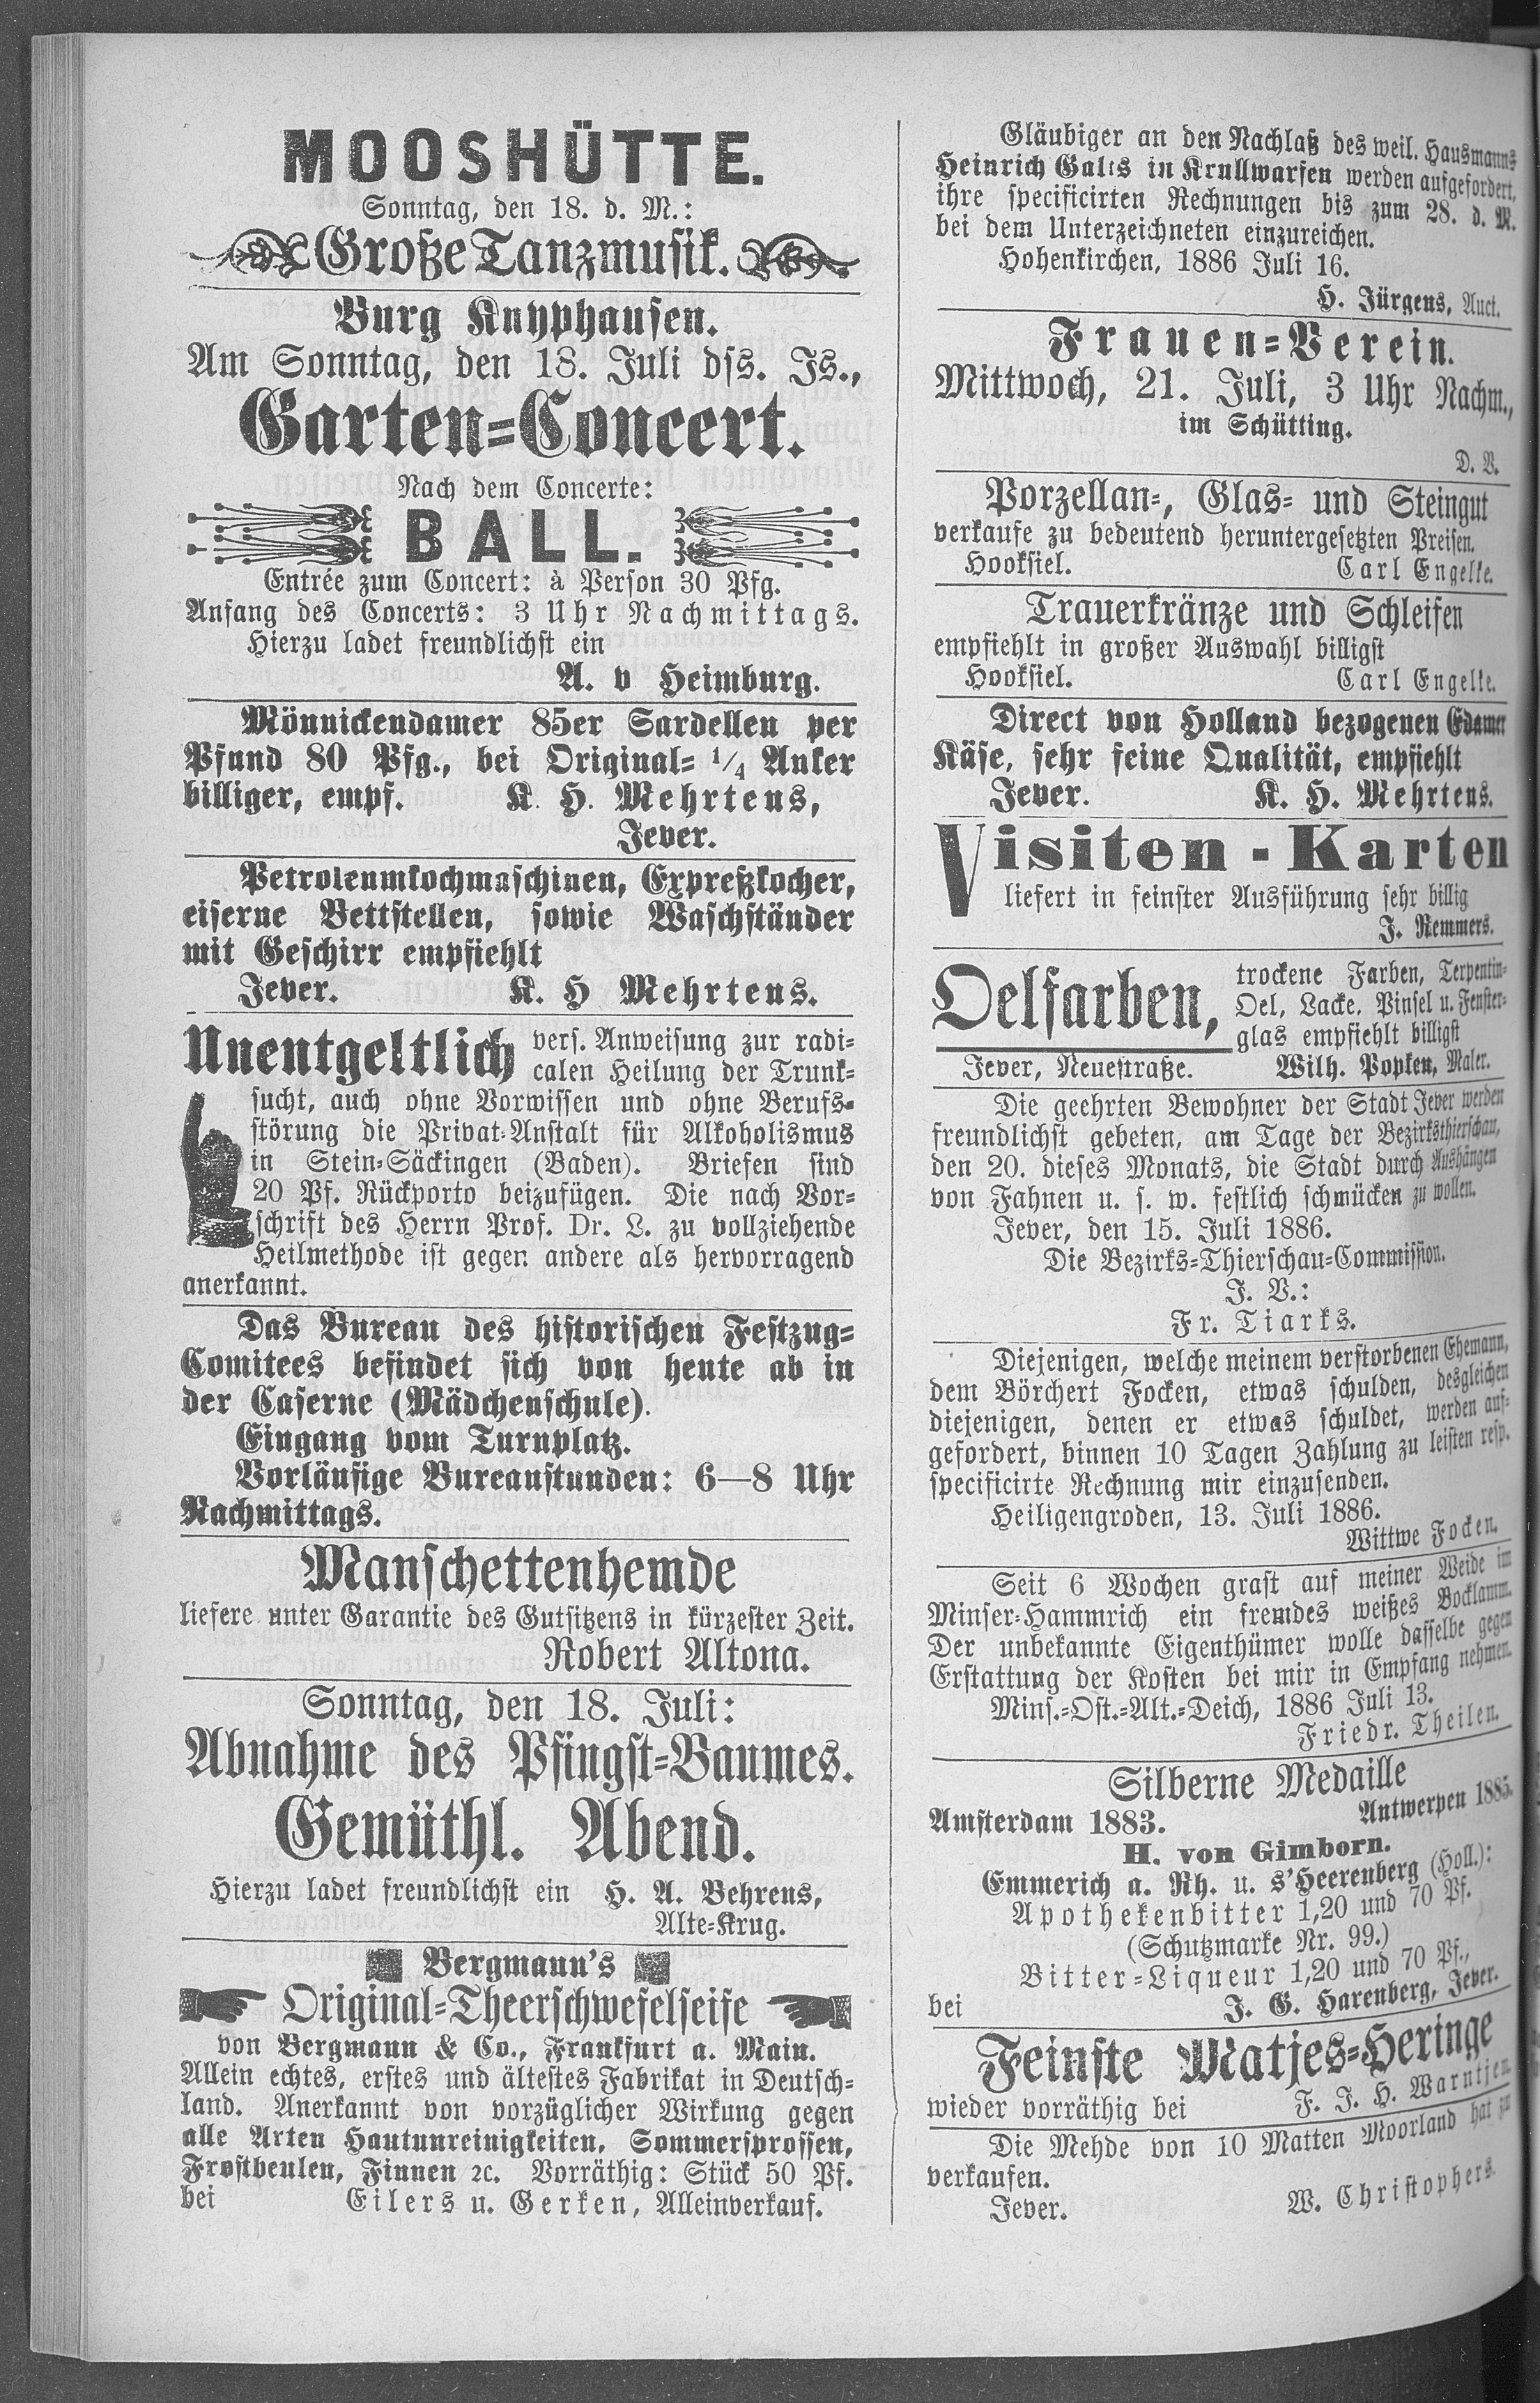 MOOSHÜTTE.
Sonntag, den 18. d. M.:
Große Tanzmusik.
Burg Knyphausen.
Am Sonntag, den 18. Juli dss. Js.,
Garten=Concert.
Nach dem Concerte:
BALL.
Entrée zum Concert: à Person 30 Pfg.
Anfang des Concerts: 3 Uhr Nachmittags.
Hierzu ladet freundlichst ein
A. v Heimburg.
Mönnickendamer 85er Sardellen per
Pfund 80 Pfg., bei Original= 1/4 Anker
billiger, empf. K. H. Mehrtens,
Jever.
Petroleumkochmaschinen, Expreßkocher,
eiserne Bettstellen, sowie Waschständer
mit Geschirr empfiehlt
Jever. K. H Mehrtens.
Unentgeltlich vers. Anweisung zur radi=
calen Heilung der Trunk=
sucht, auch ohne Vorwissen und ohne Berufs=
störung die Privat=Anstalt für Alkoholismus
in Stein=Säckingen (Baden). Briefen sind
20 Pf. Rückporto beizufügen. Die nach Vor=
schrift des Herrn Prof. Dr. L. zu vollziehende
Heilmethode ist gegen andere als hervorragend
anerkannt.
Das Bureau des historischen Festzug=
Comitees befindet sich von heute ab in
der Caserne (Mädchenschule).
Eingang vom Turnplatz.
Vorläufige Bureaustunden: 6—8 Uhr
Nachmittags.
Manschettenhemde
liefere unter Garantie des Gutsitzens in kürzester Zeit.
Robert Altona.
Sonntag, den 18. Juli:
Abnahme des Pfingst=Baumes.
Gemüthl. Abend.
Hierzu ladet freundlichst ein H. A. Behrens,
Alte=Krug.
Bergmann's
Original=Theerschwefelseife
von Bergmann & Co., Frankfurt a. Main.
Allein echtes, erstes und ältestes Fabrikat in Deutsch=
land. Anerkannt von vorzüglicher Wirkung gegen
alle Arten Hautunreinigkeiten, Sommersprossen,
Frostbeulen, Finnen ꝛc. Vorräthig: Stück 50 Pf.
bei Eilers u. Gerken, Alleinverkauf.
Gläubiger an den Nachlaß des weil. Hausmanns
Heinrich Galts in Krullwarfen werden aufgefordert,
ihre specificirten Rechnungen bis zum 28. d. M.
bei dem Unterzeichneten einzureichen.
Hohenkirchen, 1886 Juli 16.
H. Jürgens, Auct.
Frauen=Verein.
Mittwoch, 21. Juli, 3 Uhr Nachm.,
im Schütting.
D. V.
Porzellan=, Glas= und Steingut
verkaufe zu bedeutend heruntergesetzten Preisen.
Hooksiel. Carl Engelke.
Trauerkränze und Schleifen
empfiehlt in großer Auswahl billigst
Hooksiel. Carl Engelke.
Direct von Holland bezogenen Edamer
Käse, sehr feine Qualität, empfiehlt
Jever. K. H. Mehrtens.
Visiten - Karten
liefert in feinster Ausführung sehr billig
J. Remmers.
Oelfarben, trockene Farben, Terpentin=
Oel, Lacke, Pinsel u. Fenster=
glas empfiehlt billigst
Jever, Neuestraße. Wilh. Popken, Maler.
Die geehrten Bewohner der Stadt Jever werden
freundlichst gebeten, am Tage der Bezirksthierschau,
den 20. dieses Monats, die Stadt durch Aushängen
von Fahnen u. s. w. festlich schmücken zu wollen.
Jever, den 15. Juli 1886.
Die Bezirks=Thierschau=Commission.
J. V.:
Fr. Tiarks.
Diejenigen, welche meinem verstorbenen Ehemann,
dem Börchert Focken, etwas schulden, desgleichen
diejenigen, denen er etwas schuldet, werden auf=
gefordert, binnen 10 Tagen Zahlung zu leisten resp.
specificirte Rechnung mir einzusenden.
Heiligengroden, 13. Juli 1886.
Wittwe Focken.
Seit 6 Wochen grast auf meiner Weide im
Minser=Hammrich ein fremdes weißes Bocklamm.
Der unbekannte Eigenthümer wolle dasselbe gegen
Erstattung der Kosten bei mir in Empfang nehmen.
Mins.=Ost.=Alt.=Deich, 1886 Juli 13.
Friedr. Theilen.
Silberne Medaille
Amsterdam 1883. Antwerpen 1885.
H. von Gimborn.
Emmerich a. Rh. u. s'Heerenberg (Holl.):
Apothekenbitter 1,20 und 70 Pf.
(Schutzmarke Nr. 99.)
Bitter=Liqueur 1,20 und 70 Pf.,
bei J. G. Harenberg, Jever.
Feinste Matjes=Heringe
wieder vorräthig bei F. J. H. Warntjen.
Die Mehde von 10 Matten Moorland hat zu
verkaufen.
Jever. W. Christophers.